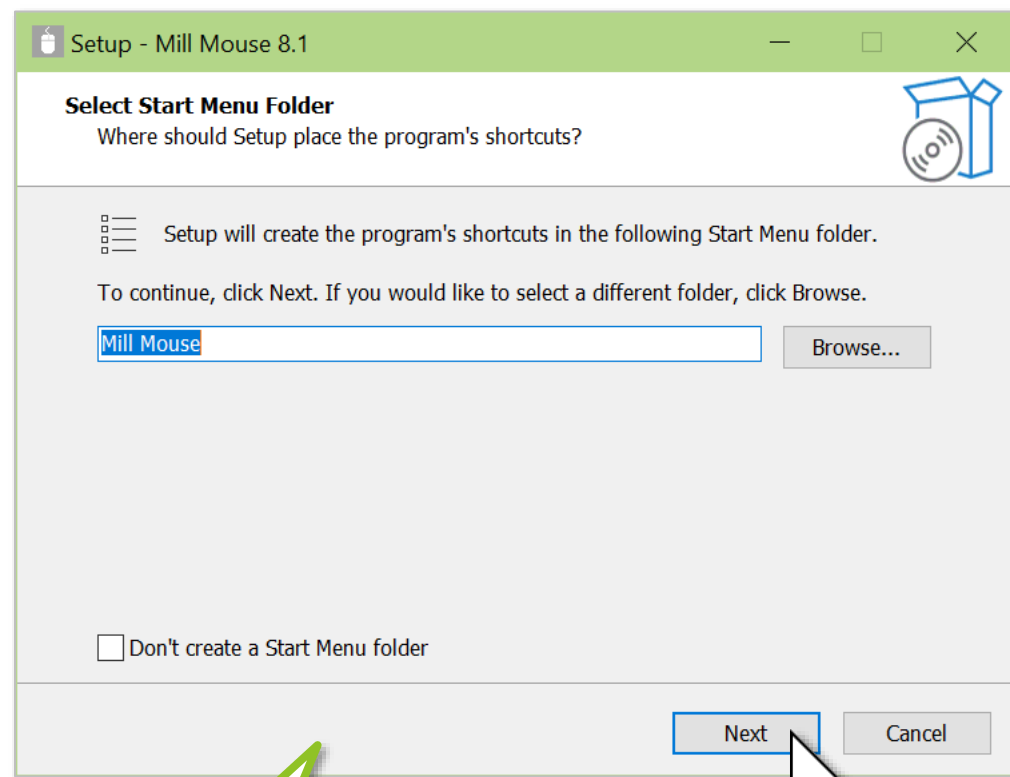 Setup - Mill Mouse 8.1
Select Start Menu Folder
Where should Setup place the program's shortcuts?
Setup will create the program's shortcuts in the following Start Menu folder.
To continue, click Next. If you would like to select a different folder, click Browse.
Mill Mouse
Browse...
Don't create a Start Menu folder
Next
Cancel